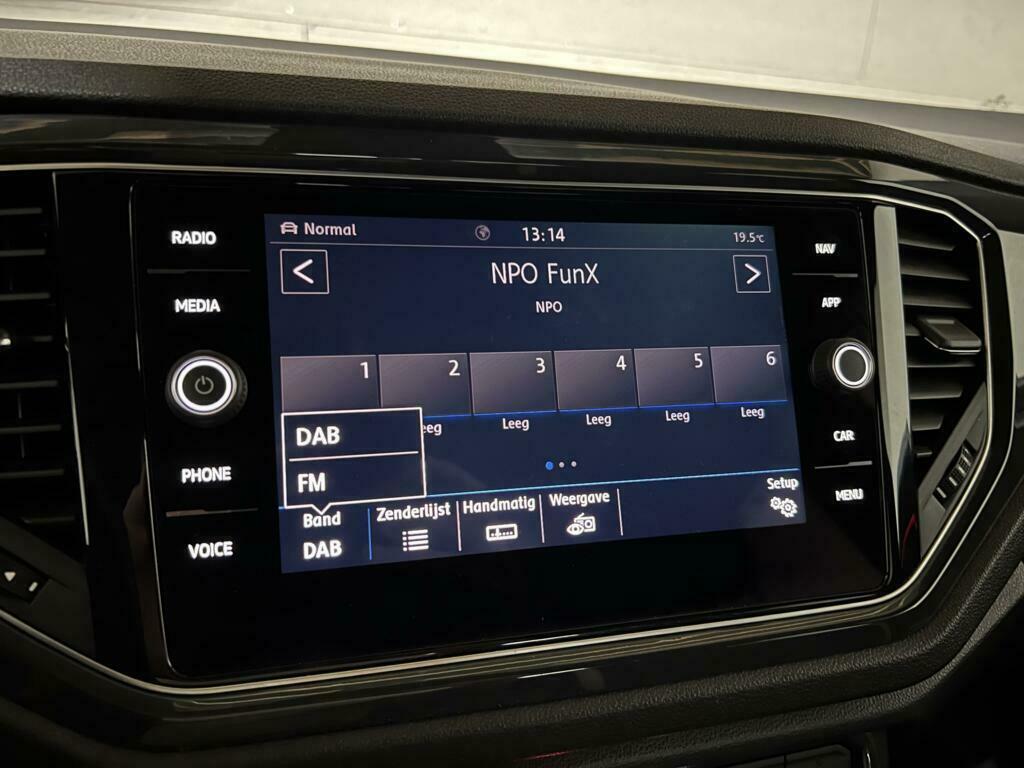 RADIO
MEDIA
PHONE
VOICE
Normal
13:14
19.5°C
<
NPO FunX
>
NPO
1 2 3 4 5 6
Leeg Leeg Leeg Leeg
DAB
FM
Band
DAB
Zenderlijst
Handmatig
Weergave
Setup
NAV
APP
CAR
MENU